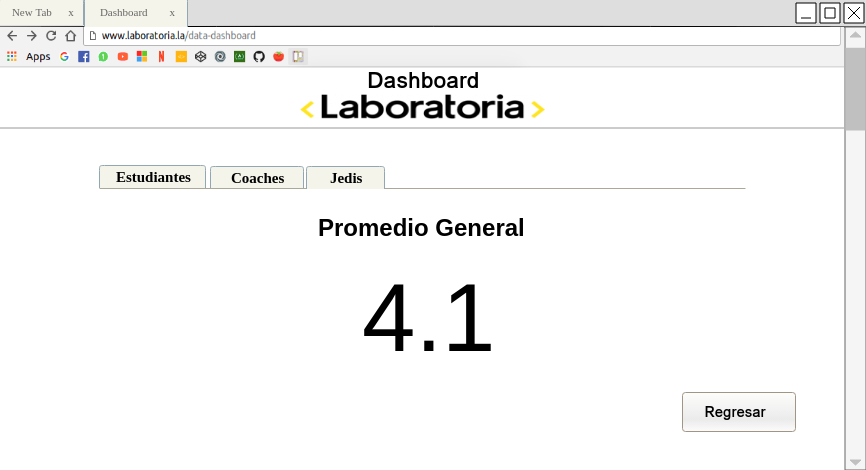 New Tab x Dashboard x
www.laboratoria.la/data-dashboard
Apps
Dashboard
< Laboratoria >
Estudiantes Coaches Jedis
Promedio General
4.1
Regresar